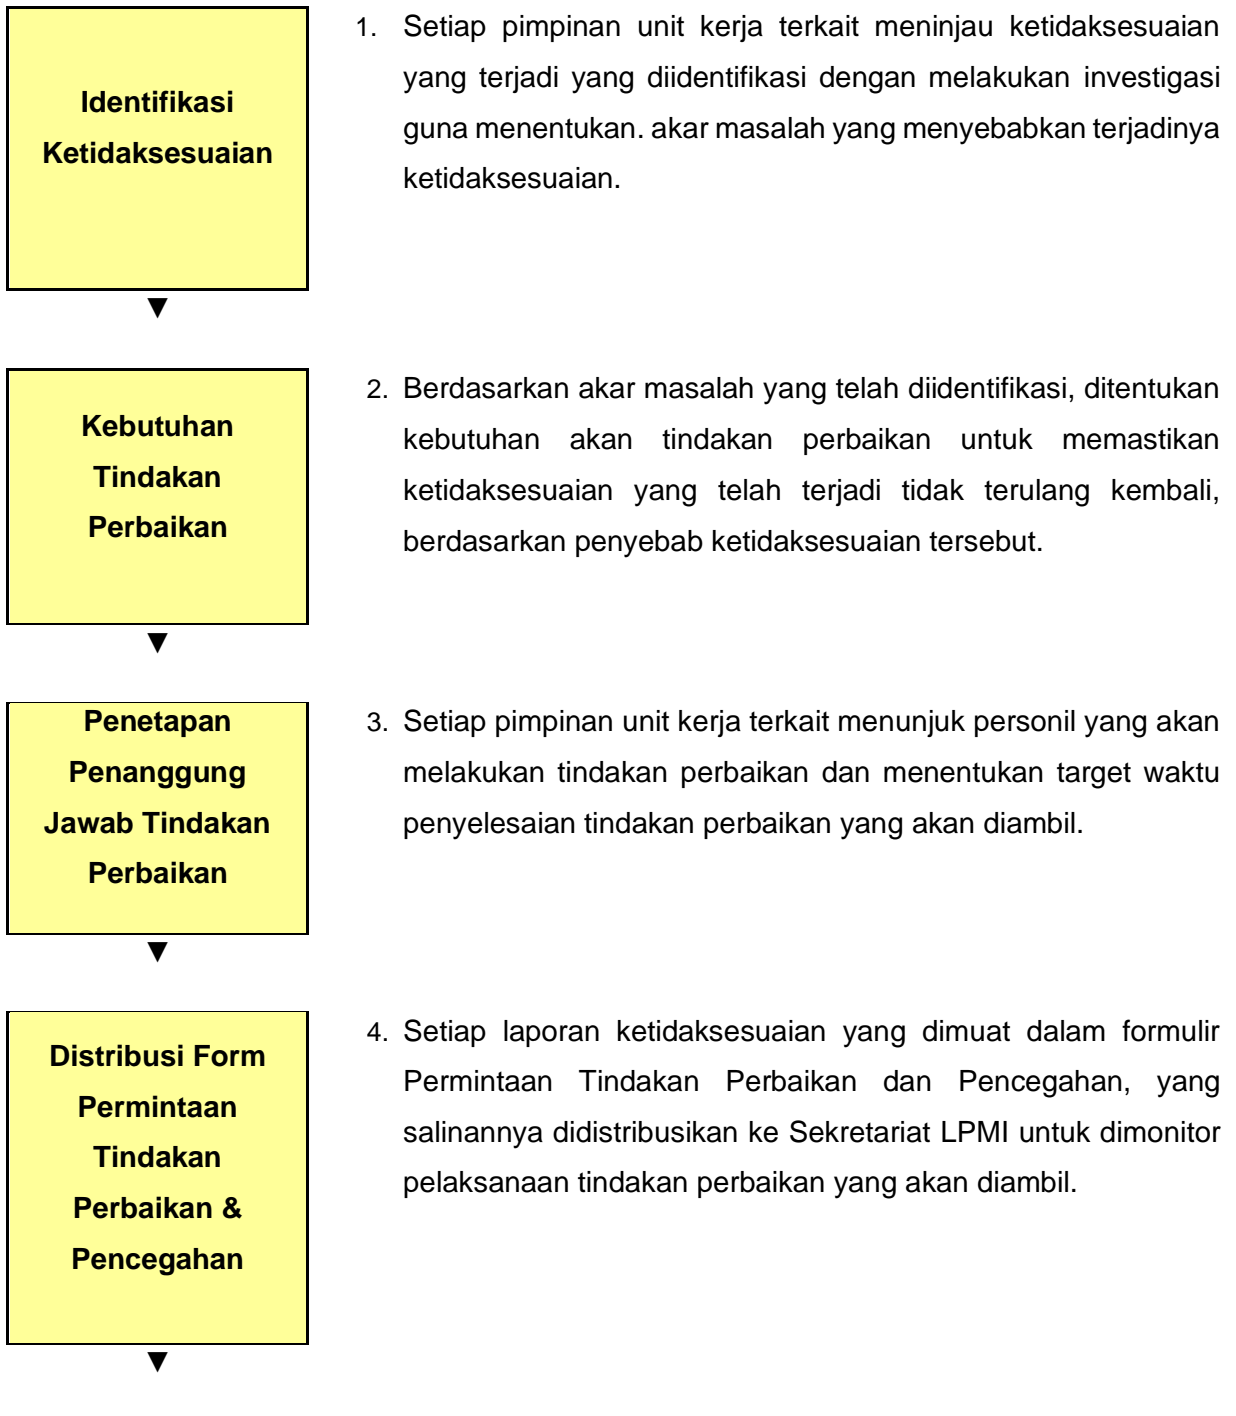 Identifikasi
Ketidaksesuaian
1. Setiap pimpinan unit kerja terkait meninjau ketidaksesuaian
yang terjadi yang diidentifikasi dengan melakukan investigasi
guna menentukan. akar masalah yang menyebabkan terjadinya
ketidaksesuaian.
▼
Kebutuhan
Tindakan
Perbaikan
2. Berdasarkan akar masalah yang telah diidentifikasi, ditentukan
kebutuhan akan tindakan perbaikan untuk memastikan
ketidaksesuaian yang telah terjadi tidak terulang kembali,
berdasarkan penyebab ketidaksesuaian tersebut.
▼
Penetapan
Penanggung
Jawab Tindakan
Perbaikan
3. Setiap pimpinan unit kerja terkait menunjuk personil yang akan
melakukan tindakan perbaikan dan menentukan target waktu
penyelesaian tindakan perbaikan yang akan diambil.
▼
Distribusi Form
Permintaan
Tindakan
Perbaikan &
Pencegahan
4. Setiap laporan ketidaksesuaian yang dimuat dalam formulir
Permintaan Tindakan Perbaikan dan Pencegahan, yang
salinannya didistribusikan ke Sekretariat LPMI untuk dimonitor
pelaksanaan tindakan perbaikan yang akan diambil.
▼